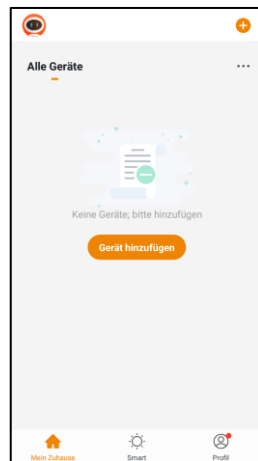 Alle Geräte
Keine Geräte; bitte hinzufügen
Gerät hinzufügen
Mein Zuhause
Smart
Profil